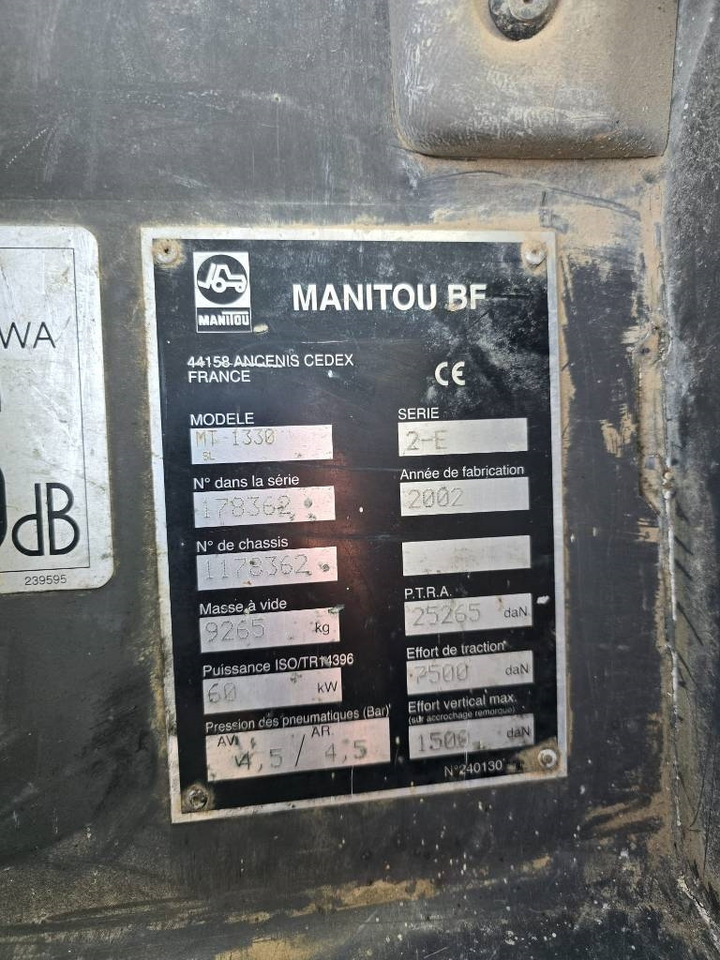 WA
dB
239595
MANITOU
MANITOU BF
44158 ANCENIS CEDEX
FRANCE
CE
MODELE
MT-1330
SL
SERIE
2-E
N° dans la série
178362
Année de fabrication
2002
N° de chassis
1178362
Masse à vide
9265 kg
P.T.R.A.
25265 daN
Puissance ISO/TR14396
60 kW
Effort de traction
7500 daN
Pression des pneumatiques (Bar)
AV. AR.
4,5 / 4,5
Effort vertical max.
(sur accrochage remorque)
1500 daN
N°240130